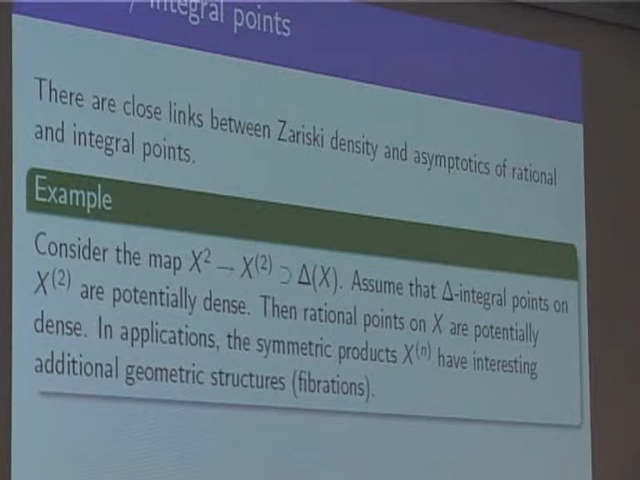 / integral points
There are close links between Zariski density and asymptotics of rational
and integral points.
Example
Consider the map X² → X⁽²⁾ ⊃ Δ(X). Assume that Δ-integral points on
X⁽²⁾ are potentially dense. Then rational points on X are potentially
dense. In applications, the symmetric products X⁽ⁿ⁾ have interesting
additional geometric structures (fibrations).